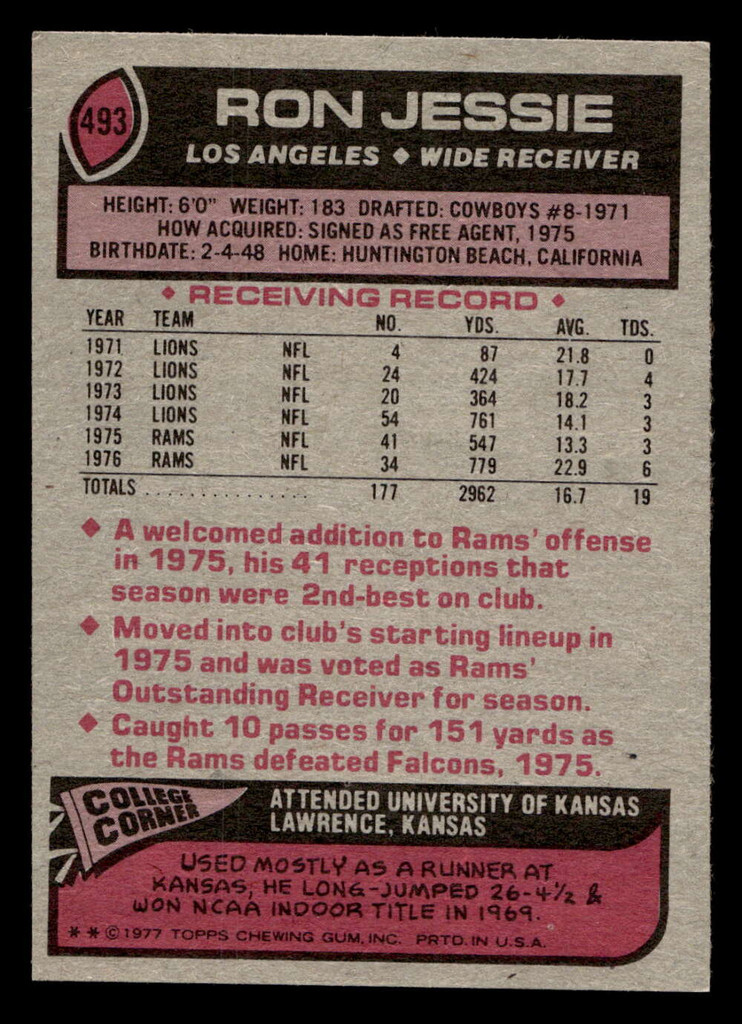 493
RON JESSIE
LOS ANGELES ♦ WIDE RECEIVER
HEIGHT: 6'0" WEIGHT: 183 DRAFTED: COWBOYS #8-1971
HOW ACQUIRED: SIGNED AS FREE AGENT, 1975
BIRTHDATE: 2-4-48 HOME: HUNTINGTON BEACH, CALIFORNIA
♦ RECEIVING RECORD ♦
YEAR TEAM NO. YDS. AVG. TDS.
1971 LIONS NFL 4 87 21.8 0
1972 LIONS NFL 24 424 17.7 4
1973 LIONS NFL 20 364 18.2 3
1974 LIONS NFL 54 761 14.1 3
1975 RAMS NFL 41 547 13.3 3
1976 RAMS NFL 34 779 22.9 6
TOTALS . . . . . . . . . . . . . . . 177 2962 16.7 19
♦ A welcomed addition to Rams' offense
in 1975, his 41 receptions that
season were 2nd-best on club.
♦ Moved into club's starting lineup in
1975 and was voted as Rams'
Outstanding Receiver for season.
♦ Caught 10 passes for 151 yards as
the Rams defeated Falcons, 1975.
COLLEGE
CORNER
ATTENDED UNIVERSITY OF KANSAS
LAWRENCE, KANSAS
USED MOSTLY AS A RUNNER AT
KANSAS, HE LONG-JUMPED 26-4½ &
WON NCAA INDOOR TITLE IN 1969.
* * © 1977 TOPPS CHEWING GUM, INC. PRTD. IN U.S.A.